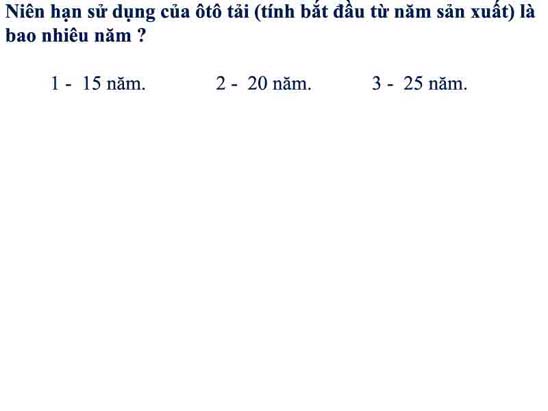 Niên hạn sử dụng của ôtô tải (tính bắt đầu từ năm sản xuất) là
bao nhiêu năm ?
1 - 15 năm. 2 - 20 năm. 3 - 25 năm.